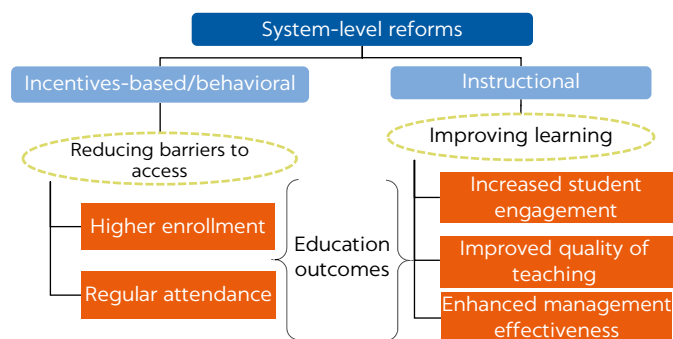 System-level reforms
Incentives-based/behavioral
Instructional
Reducing barriers to
access
Improving learning
Higher enrollment
Regular attendance
Education
outcomes
Increased student
engagement
Improved quality of
teaching
Enhanced management
effectiveness